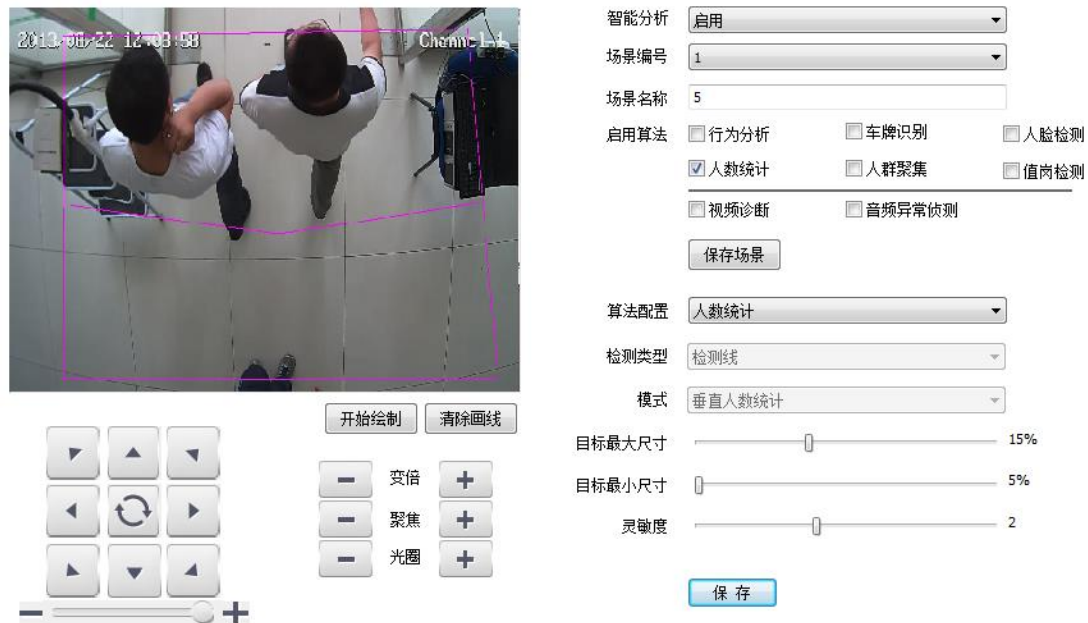 2013-08-22 12:03:58 Channel-1
开始绘制 清除画线
变倍
聚焦
光圈
智能分析 启用
场景编号 1
场景名称 5
启用算法 行为分析 车牌识别 人脸检测
人数统计 人群聚集 值岗检测
视频诊断 音频异常侦测
保存场景
算法配置 人数统计
检测类型 检测线
模式 垂直人数统计
目标最大尺寸 15%
目标最小尺寸 5%
灵敏度 2
保 存